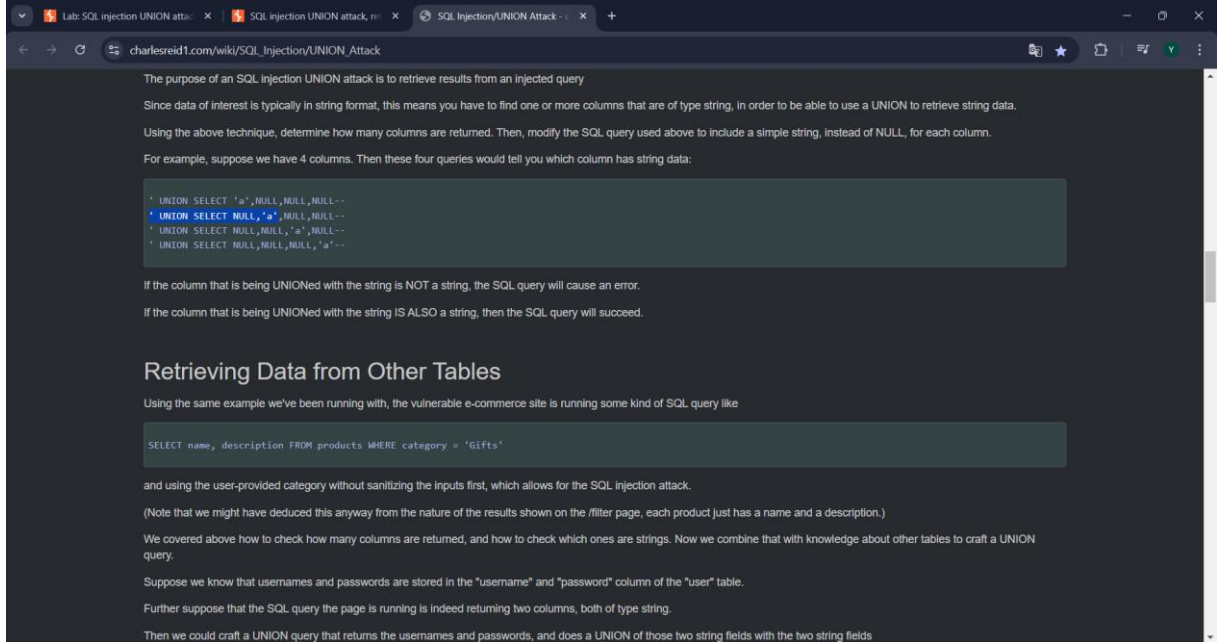 Lab: SQL injection UNION attac
SQL injection UNION attack, re
SQL Injection/UNION Attack - c
charlesreid1.com/wiki/SQL_Injection/UNION_Attack
Y
The purpose of an SQL injection UNION attack is to retrieve results from an injected query
Since data of interest is typically in string format, this means you have to find one or more columns that are of type string, in order to be able to use a UNION to retrieve string data.
Using the above technique, determine how many columns are returned. Then, modify the SQL query used above to include a simple string, instead of NULL, for each column.
For example, suppose we have 4 columns. Then these four queries would tell you which column has string data:
' UNION SELECT 'a',NULL,NULL,NULL--
' UNION SELECT NULL,'a',NULL,NULL--
' UNION SELECT NULL,NULL,'a',NULL--
' UNION SELECT NULL,NULL,NULL,'a'--
If the column that is being UNIONed with the string is NOT a string, the SQL query will cause an error.
If the column that is being UNIONed with the string IS ALSO a string, then the SQL query will succeed.
Retrieving Data from Other Tables
Using the same example we've been running with, the vulnerable e-commerce site is running some kind of SQL query like
SELECT name, description FROM products WHERE category = 'Gifts'
and using the user-provided category without sanitizing the inputs first, which allows for the SQL injection attack.
(Note that we might have deduced this anyway from the nature of the results shown on the /filter page, each product just has a name and a description.)
We covered above how to check how many columns are returned, and how to check which ones are strings. Now we combine that with knowledge about other tables to craft a UNION
query.
Suppose we know that usernames and passwords are stored in the "username" and "password" column of the "user" table.
Further suppose that the SQL query the page is running is indeed returning two columns, both of type string.
Then we could craft a UNION query that returns the usernames and passwords, and does a UNION of those two string fields with the two string fields